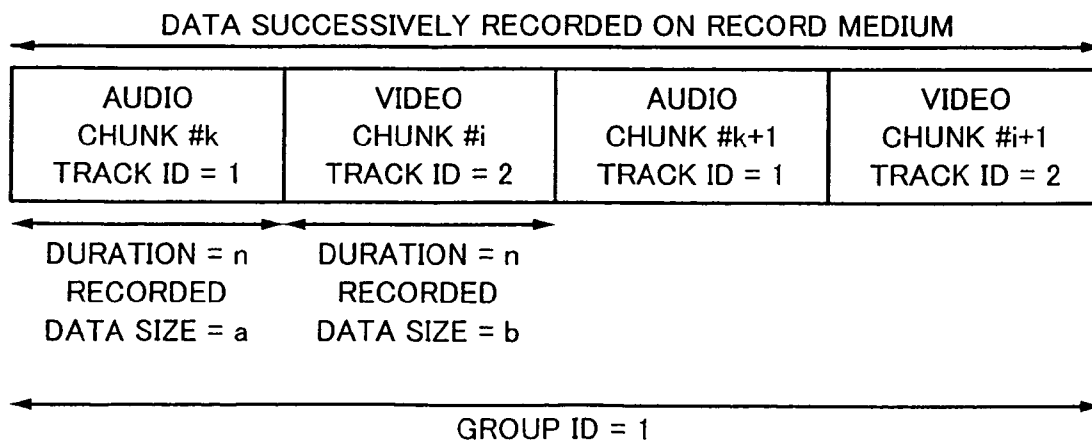 DATA SUCCESSIVELY RECORDED ON RECORD MEDIUM
AUDIO
CHUNK #k
TRACK ID = 1
VIDEO
CHUNK #i
TRACK ID = 2
AUDIO
CHUNK #k+1
TRACK ID = 1
VIDEO
CHUNK #i+1
TRACK ID = 2
DURATION = n
RECORDED
DATA SIZE = a
DURATION = n
RECORDED
DATA SIZE = b
GROUP ID = 1